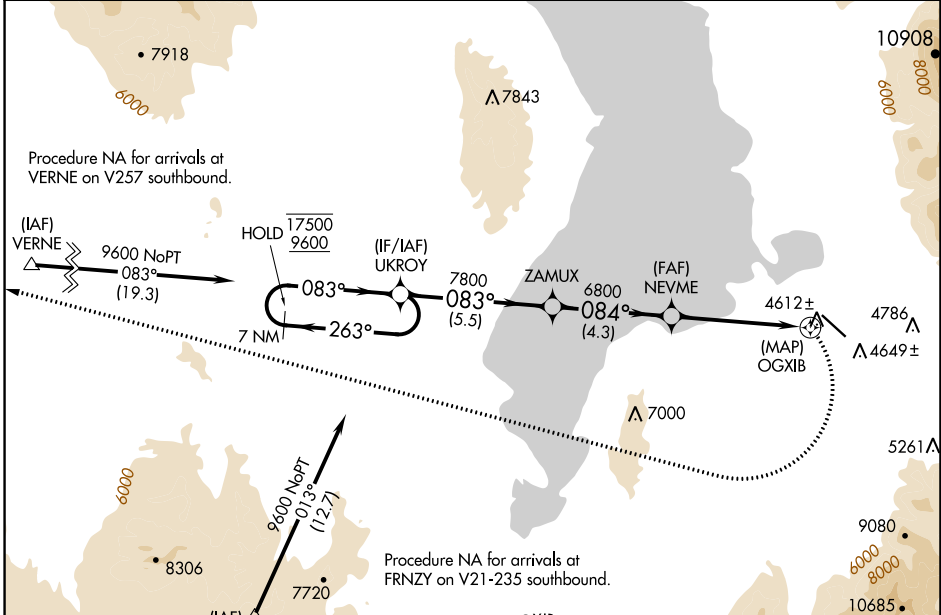 7918
6000
7843
10908
8000
6000
Procedure NA for arrivals at
VERNE on V257 southbound.
(IAF)
VERNE
9600 NoPT
083°
(19.3)
HOLD
17500
9600
(IF/IAF)
UKROY
083°
263°
7 NM
7800
083°
(5.5)
ZAMUX
6800
084°
(4.3)
(FAF)
NEVME
4612±
4786
4649±
(MAP)
OGXIB
7000
5261
6000
9600 NoPT
013°
(12.7)
8306
7720
(IAF)
Procedure NA for arrivals at
FRNZY on V21-235 southbound.
9080
6000
8000
10685